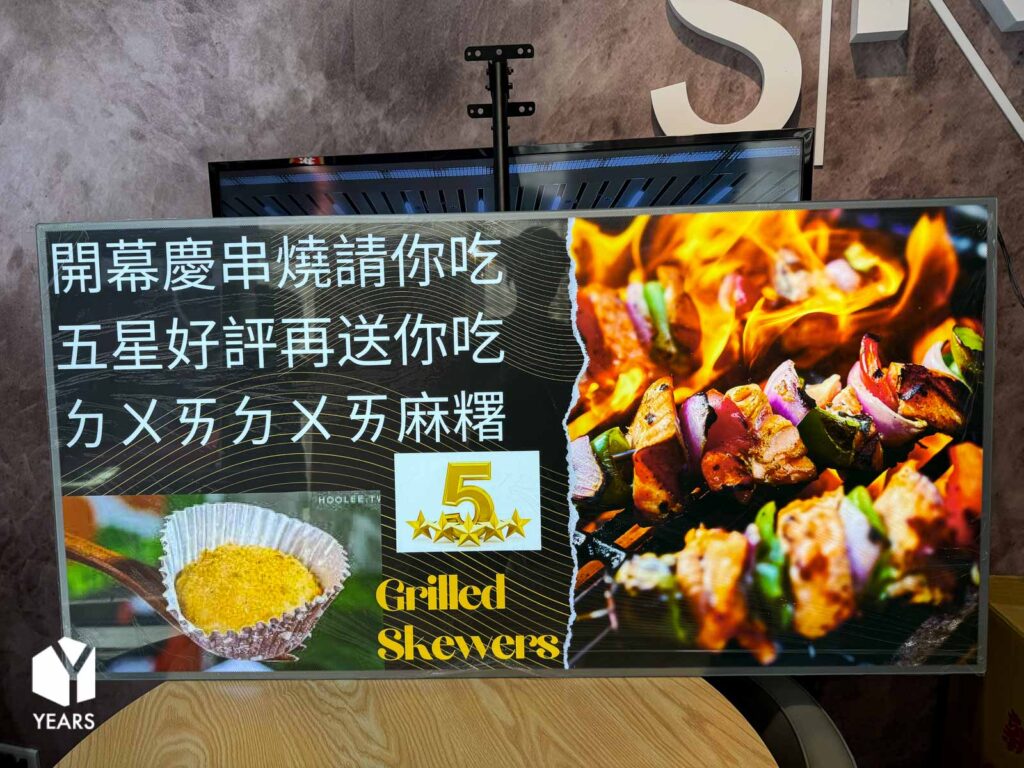 開幕慶串燒請你吃
五星好評再送你吃
ㄉㄨㄞㄉㄨㄞ麻糬
HOOLEE.TV
5
Grilled
Skewers
Y
YEARS